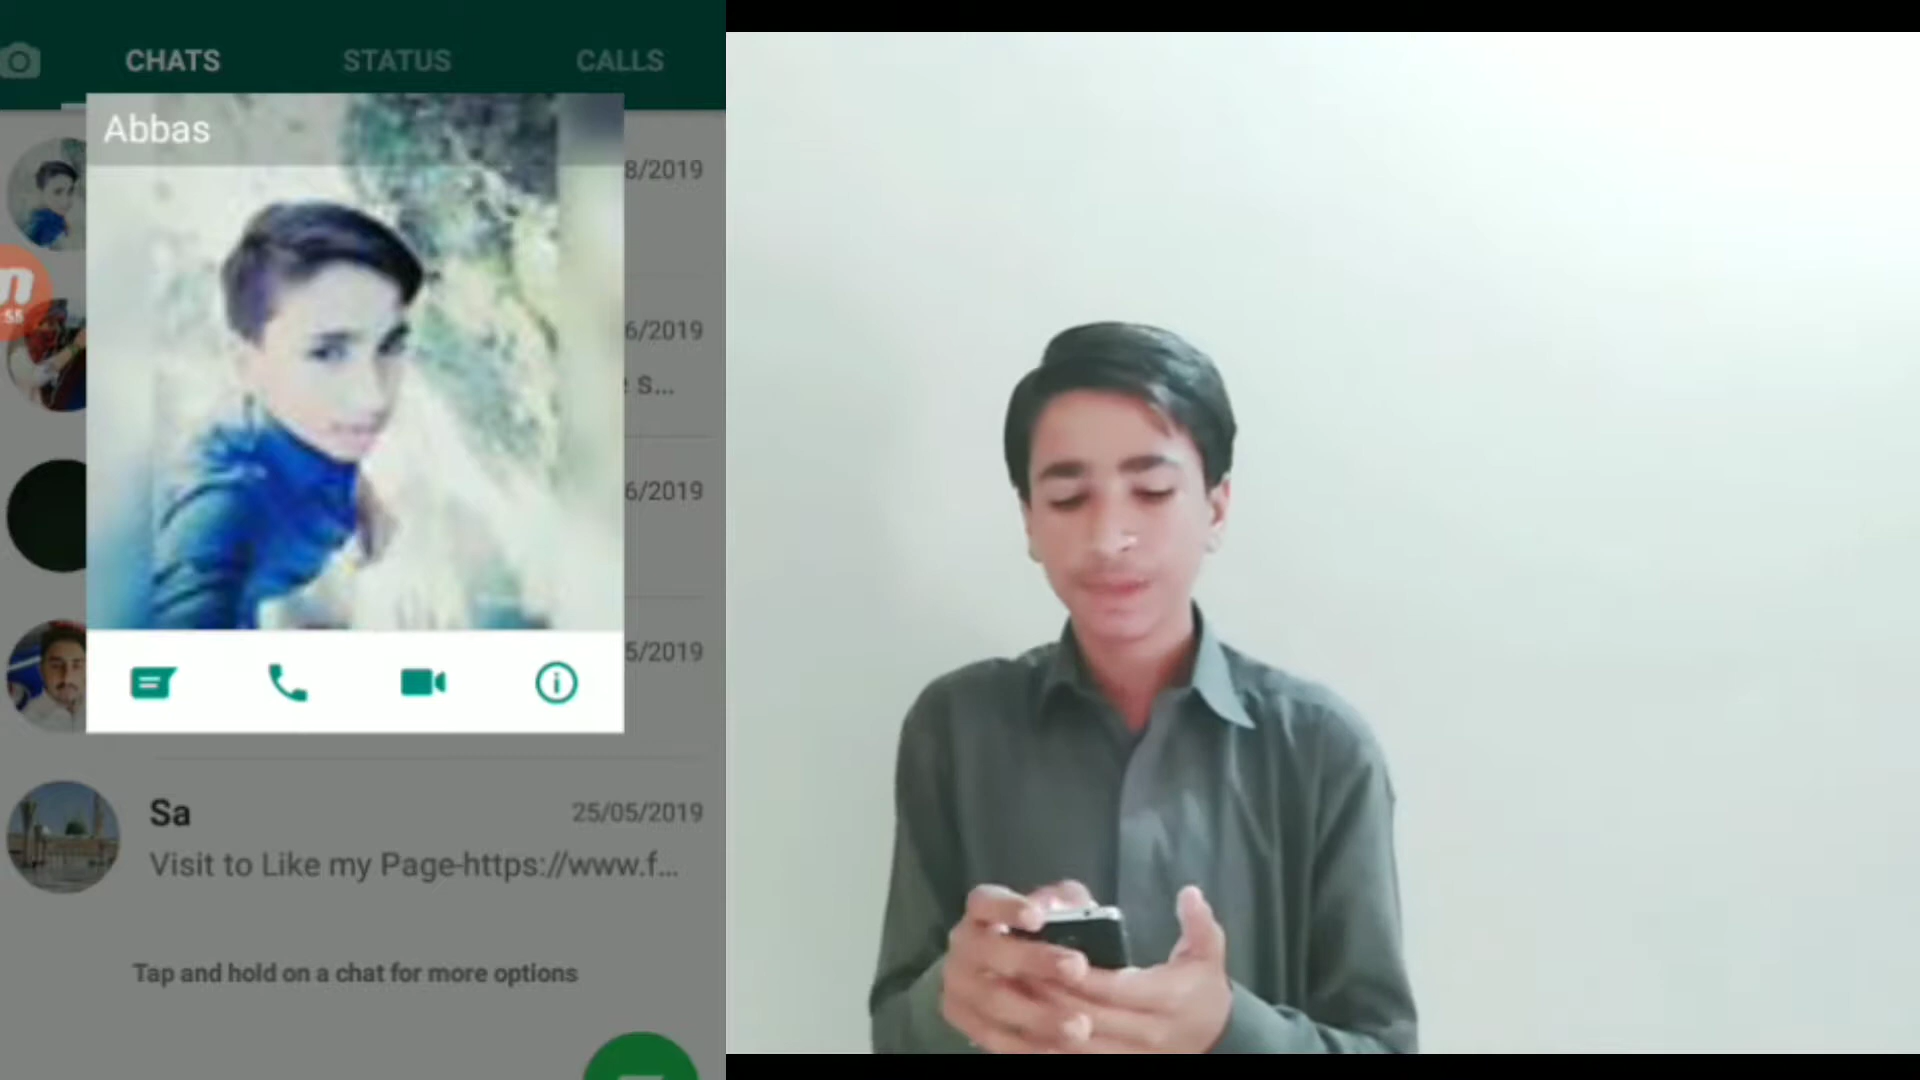 CHATS STATUS CALLS
Abbas
8/2019
6/2019
s...
6/2019
5/2019
Sa 25/05/2019
Visit to Like my Page-https://www.f...
Tap and hold on a chat for more options